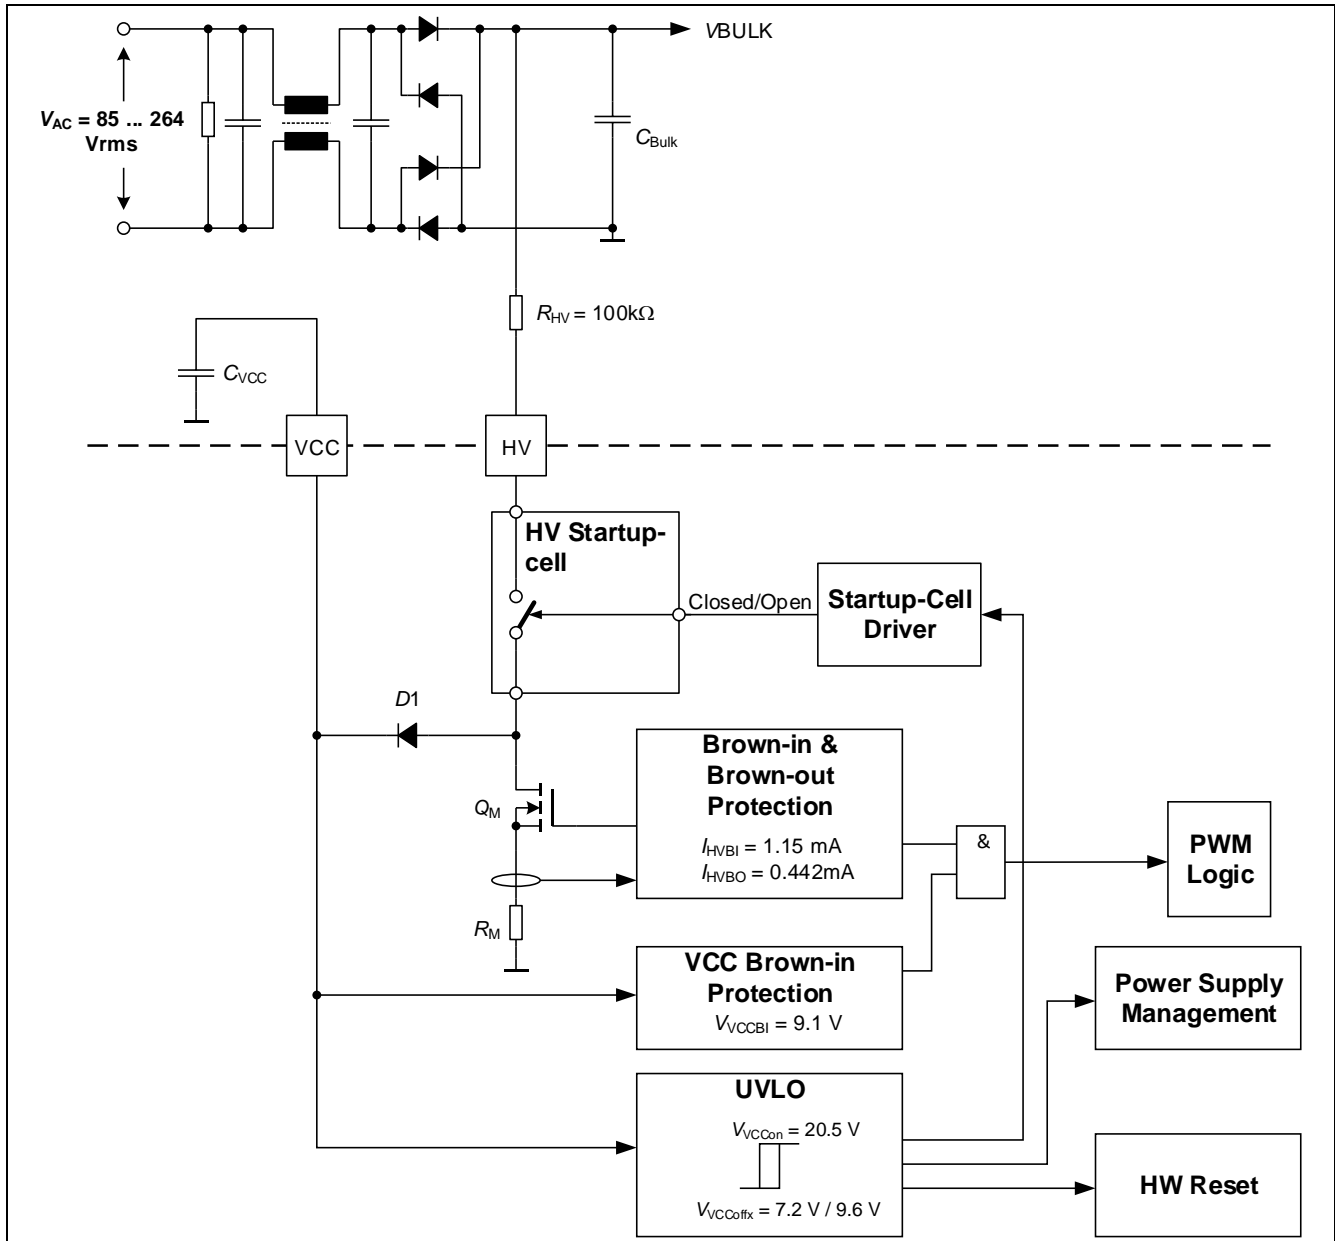 VBULK
VAC = 85 ... 264
Vrms
CBulk
RHV = 100kΩ
CVCC
VCC
HV
HV Startup-
cell
Closed/Open
Startup-Cell
Driver
D1
Brown-in &
Brown-out
Protection
QM
IHVBI = 1.15 mA
IHVBO = 0.442mA
&
PWM
Logic
RM
VCC Brown-in
Protection
VVCCBI = 9.1 V
Power Supply
Management
UVLO
VVCCon = 20.5 V
VVCCoffx = 7.2 V / 9.6 V
HW Reset